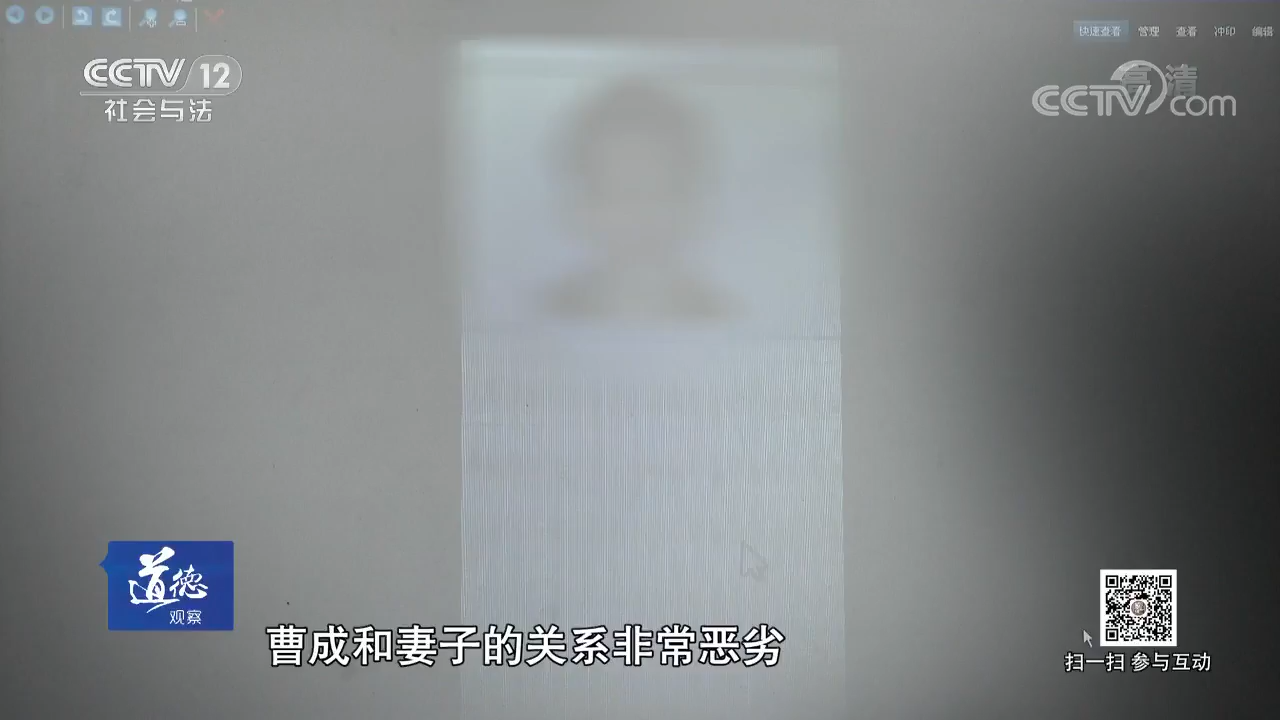 快速查看 管理 查看 冲印 编辑
CCTV 12
社会与法
高清
CCTV.com
道德
观察
曹成和妻子的关系非常恶劣
扫一扫 参与互动